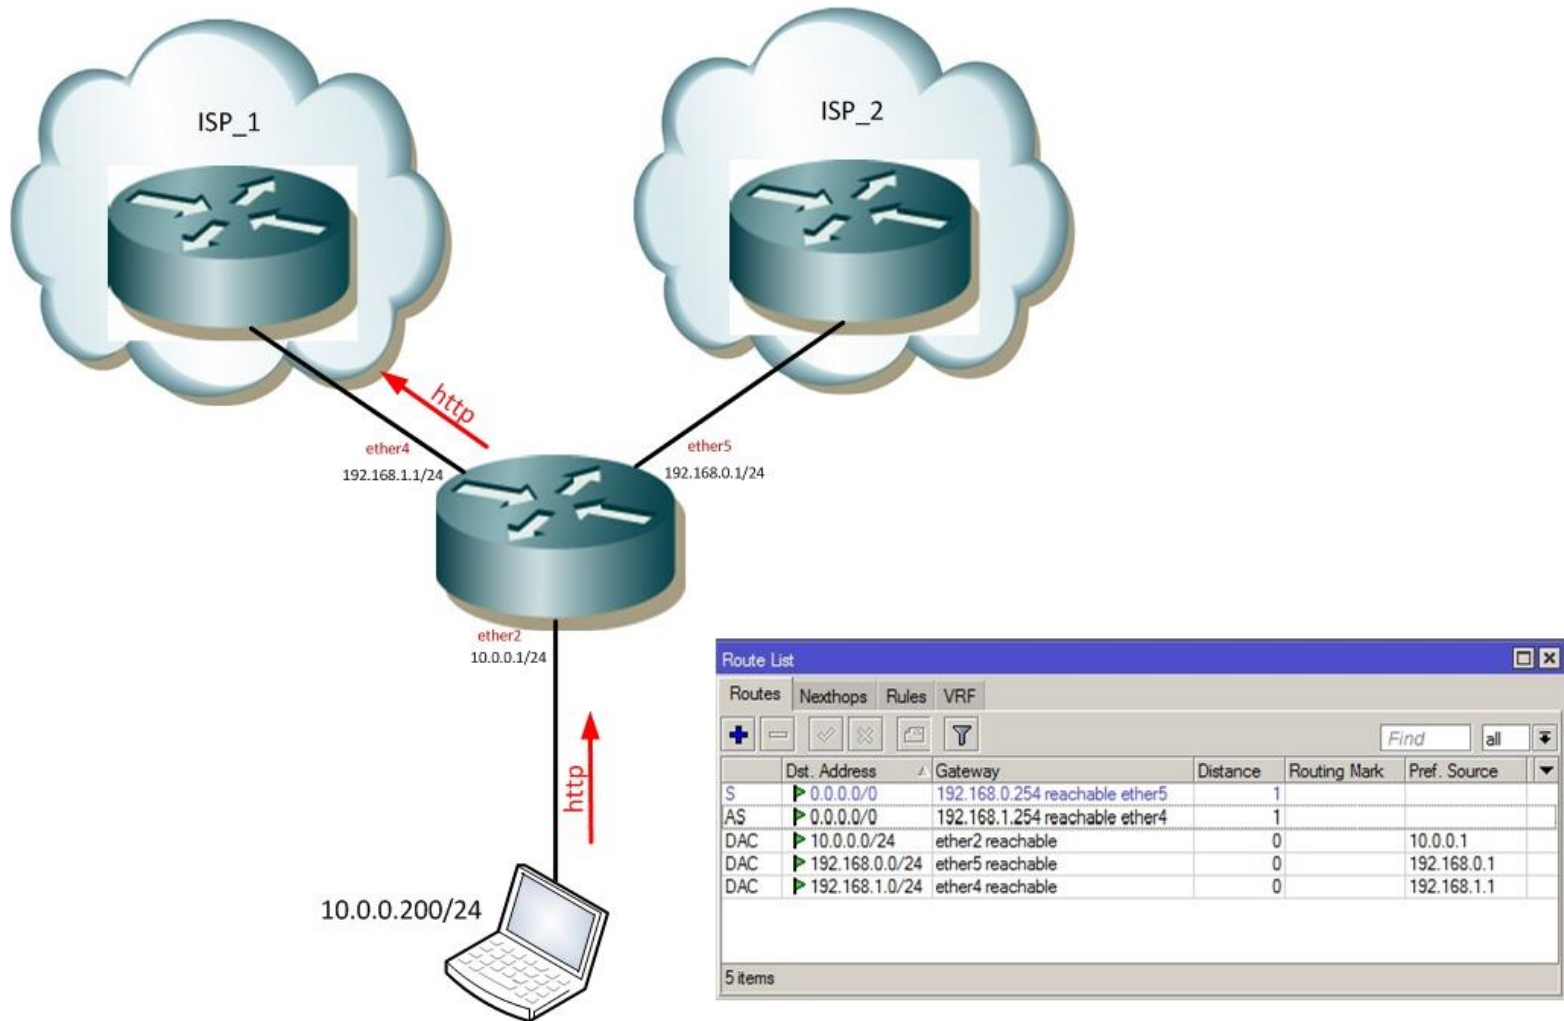 ISP_1
ISP_2
http
ether4
192.168.1.1/24
ether5
192.168.0.1/24
ether2
10.0.0.1/24
http
10.0.0.200/24
Route List
Routes Nexthops Rules VRF
Find all
Dst. Address Gateway Distance Routing Mark Pref. Source
S 0.0.0.0/0 192.168.0.254 reachable ether5 1
AS 0.0.0.0/0 192.168.1.254 reachable ether4 1
DAC 10.0.0.0/24 ether2 reachable 0 10.0.0.1
DAC 192.168.0.0/24 ether5 reachable 0 192.168.0.1
DAC 192.168.1.0/24 ether4 reachable 0 192.168.1.1
5 items